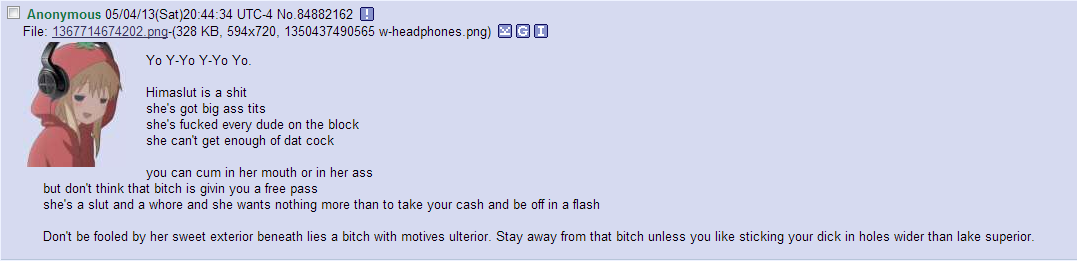 Anonymous 05/04/13(Sat)20:44:34 UTC-4 No.84882162 !
File: 1367714674202.png-(328 KB, 594x720, 1350437490565 w-headphones.png) G I
Yo Y-Yo Y-Yo Yo.
Himaslut is a shit
she's got big ass tits
she's fucked every dude on the block
she can't get enough of dat cock
you can cum in her mouth or in her ass
but don't think that bitch is givin you a free pass
she's a slut and a whore and she wants nothing more than to take your cash and be off in a flash
Don't be fooled by her sweet exterior beneath lies a bitch with motives ulterior. Stay away from that bitch unless you like sticking your dick in holes wider than lake superior.